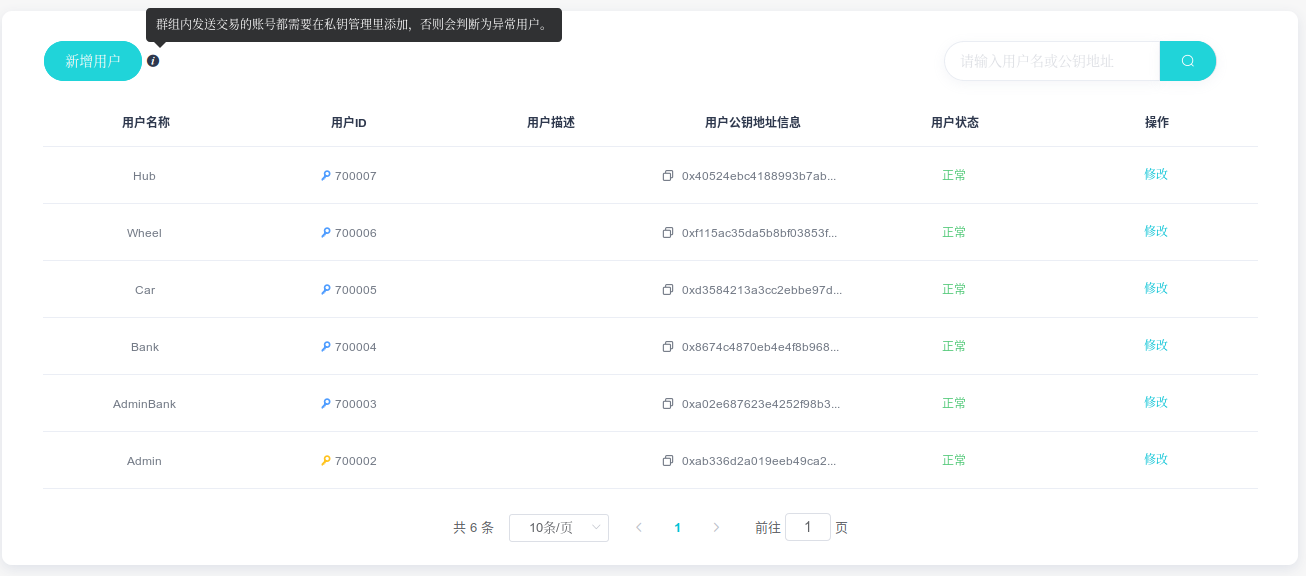 群组内发送交易的账号都需要在私钥管理里添加，否则会判断为异常用户。
新增用户
请输入用户名或公钥地址
用户名称 用户ID 用户描述 用户公钥地址信息 用户状态 操作
Hub 700007 0x40524ebc4188993b7ab... 正常 修改
Wheel 700006 0xf115ac35da5b8bf03853f... 正常 修改
Car 700005 0xd3584213a3cc2ebbe97d... 正常 修改
Bank 700004 0x8674c4870eb4e4f8b968... 正常 修改
AdminBank 700003 0xa02e687623e4252f98b3... 正常 修改
Admin 700002 0xab336d2a019eeb49ca2... 正常 修改
共 6 条 10条/页 1 前往 1 页